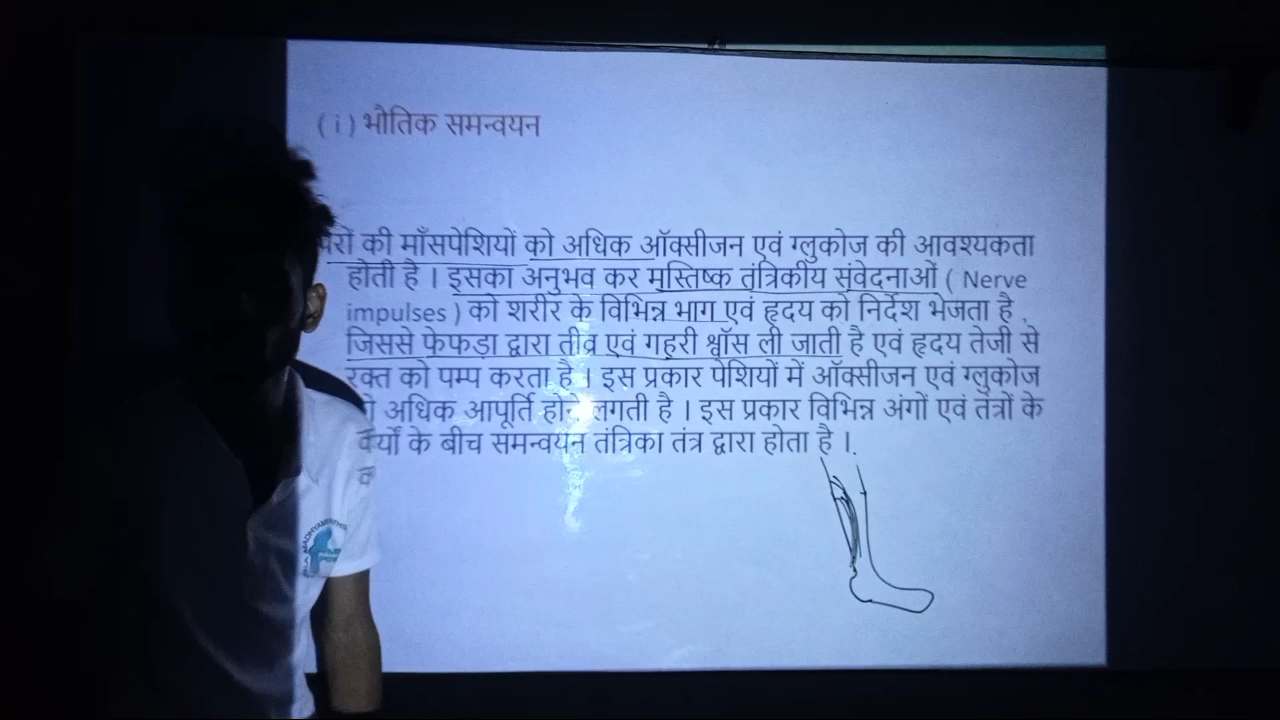 ( i ) भौतिक समन्वयन
पैरों की माँसपेशियों को अधिक ऑक्सीजन एवं ग्लुकोज की आवश्यकता
होती है । इसका अनुभव कर मस्तिष्क तंत्रिकीय संवेदनाओं ( Nerve
impulses ) को शरीर के विभिन्न भाग एवं हृदय को निर्देश भेजता है ,
जिससे फेफड़ा द्वारा तीव्र एवं गहरी श्वाँस ली जाती है एवं हृदय तेजी से
रक्त को पम्प करता है । इस प्रकार पेशियों में ऑक्सीजन एवं ग्लुकोज
अधिक आपूर्ति होने लगती है । इस प्रकार विभिन्न अंगों एवं तंत्रों के
के बीच समन्वयन तंत्रिका तंत्र द्वारा होता है ।